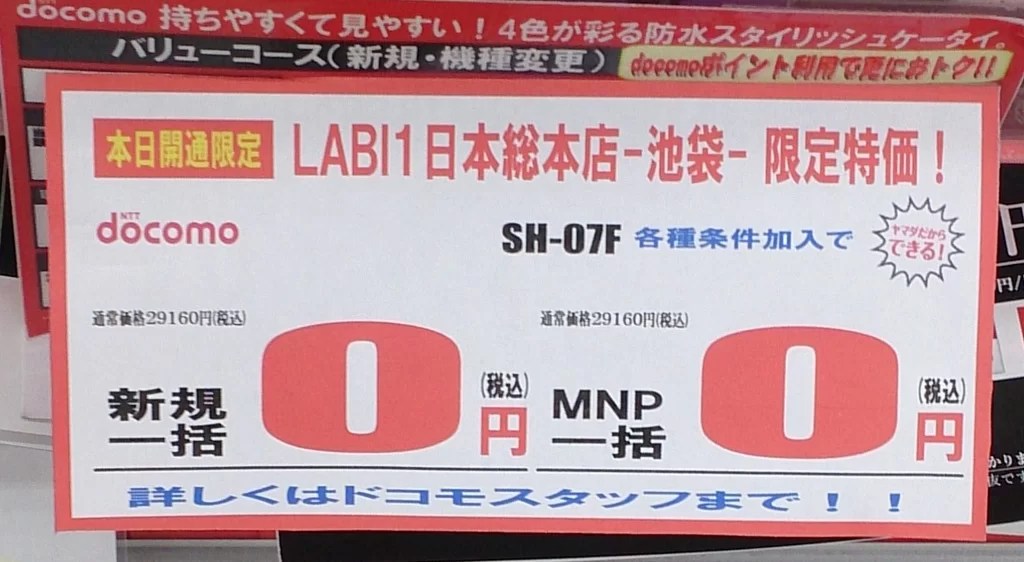 docomo 持ちやすくて見やすい！4色が彩る防水スタイリッシュケータイ。
バリューコース（新規・機種変更） docomoポイント利用で更におトク!!
本日開通限定 LABI1日本総本店-池袋- 限定特価！
NTT docomo SH-07F 各種条件加入で ヤマダだから できる！
通常価格29160円(税込) 通常価格29160円(税込)
新規一括 0円(税込) MNP一括 0円(税込)
詳しくはドコモスタッフまで！！
円/